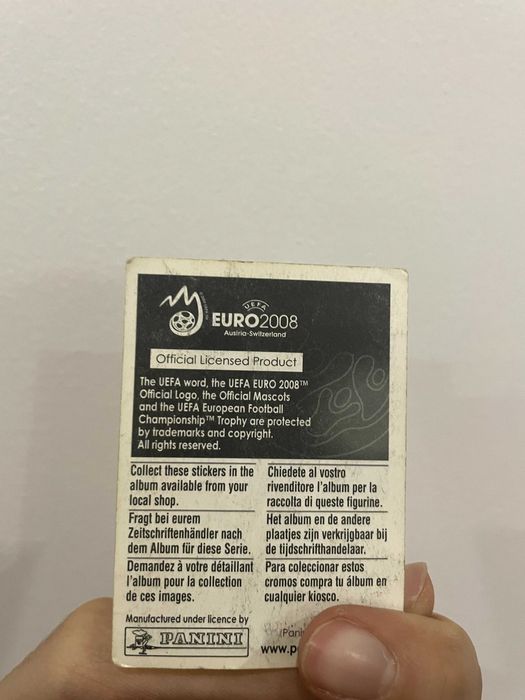 UEFA
EURO2008
Austria-Switzerland
Official Licensed Product
The UEFA word, the UEFA EURO 2008™
Official Logo, the Official Mascots
and the UEFA European Football
Championship™ Trophy are protected
by trademarks and copyright.
All rights reserved.
Collect these stickers in the
album available from your
local shop.
Chiedete al vostro
rivenditore l'album per la
raccolta di queste figurine.
Fragt bei eurem
Zeitschriftenhändler nach
dem Album für diese Serie.
Het album en de andere
plaatjes zijn verkrijgbaar bij
de tijdschrifthandelaar.
Demandez à votre détaillant
l'album pour la collection
de ces images.
Para coleccionar estos
cromos compra tu álbum en
cualquier kiosco.
Manufactured under licence by
PANINI